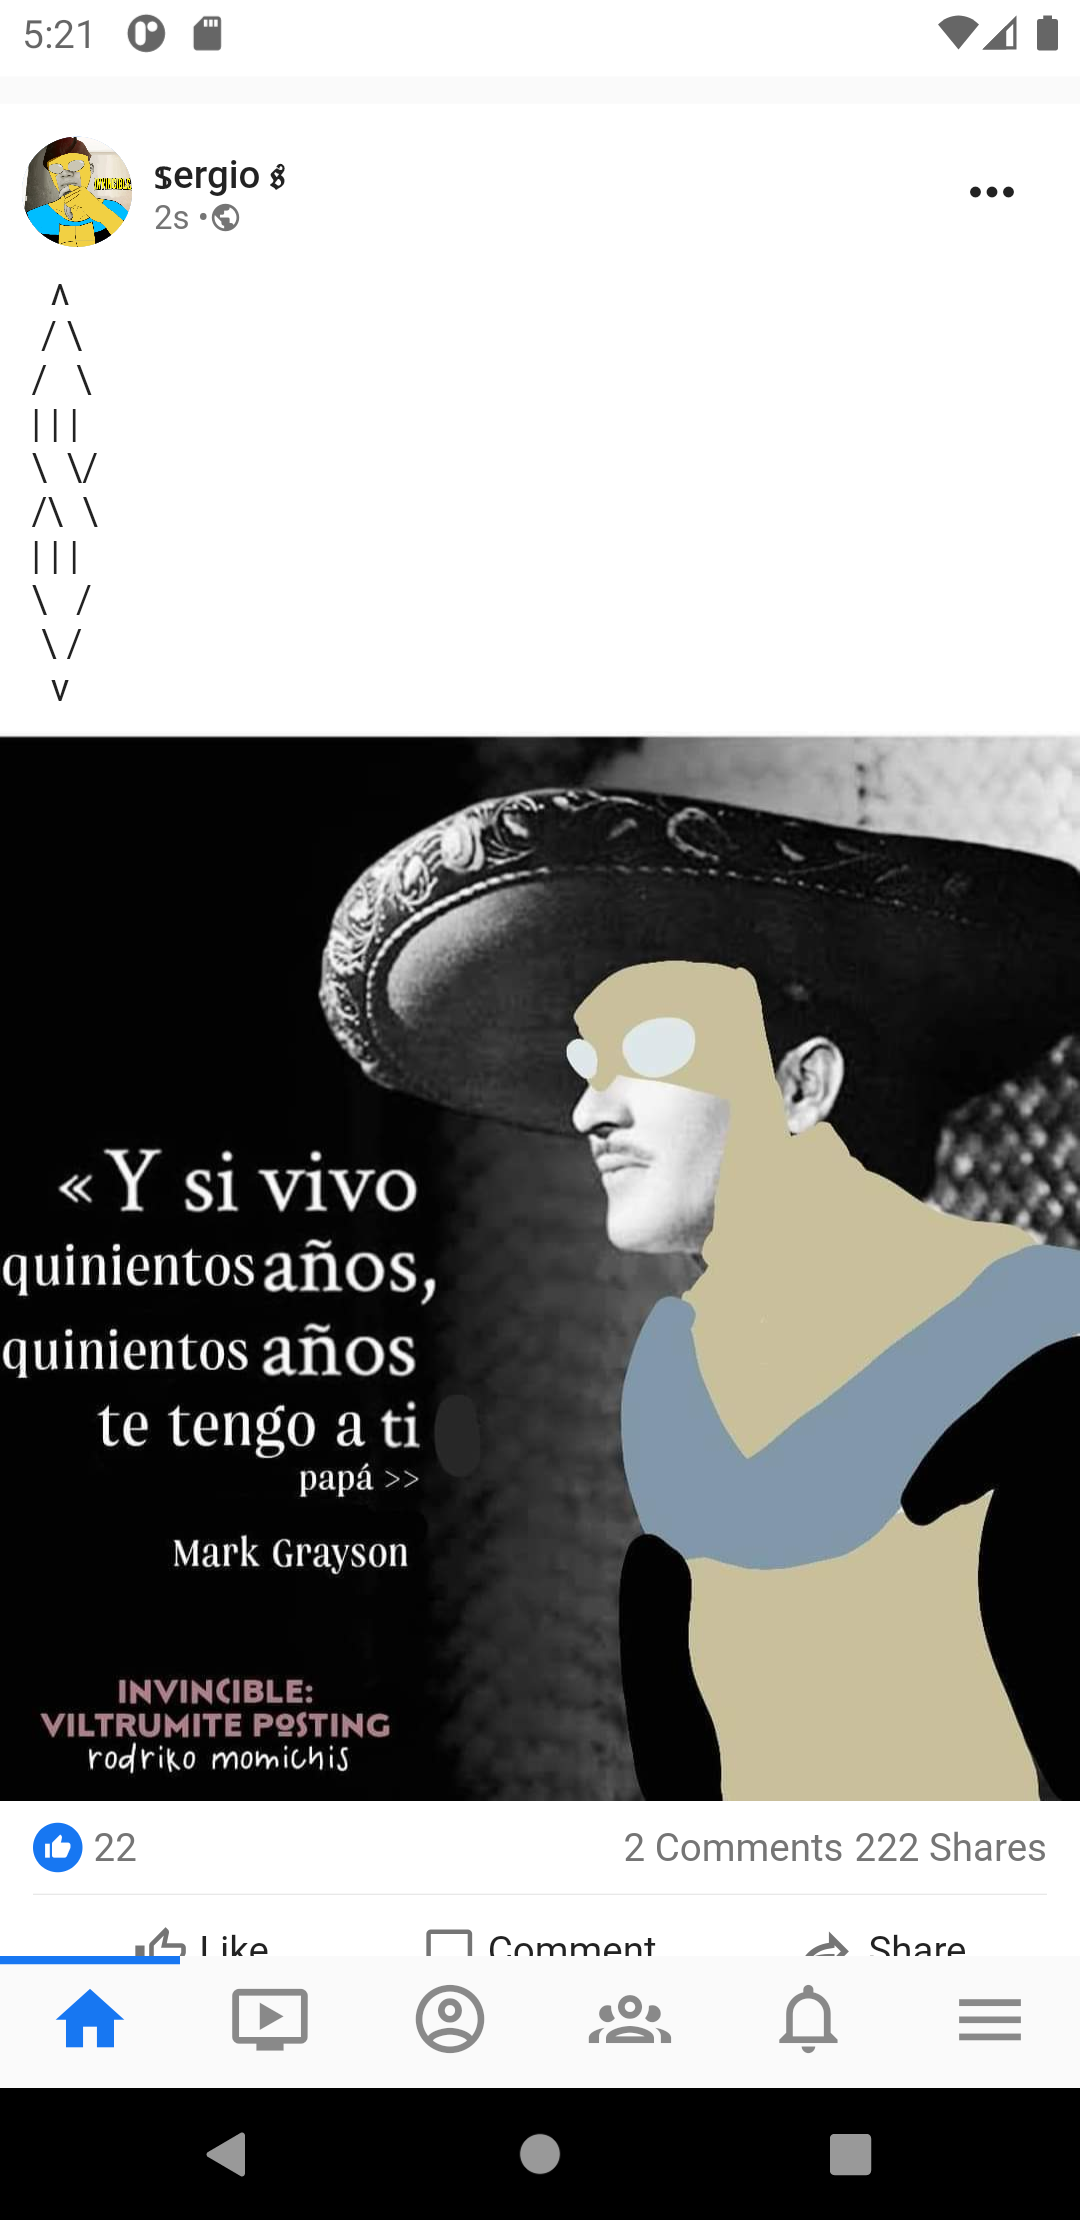 5:21
sergio 𝟠
2s
^
/ \
/   \
| | |
\  \/
/\  \
| | |
\   /
\ /
v
« Y si vivo
quinientos años,
quinientos años
te tengo a ti
papá >>
Mark Grayson
INVINCIBLE:
VILTRUMITE POSTING
rodriko momichis
22
2 Comments 222 Shares
Like Comment Share